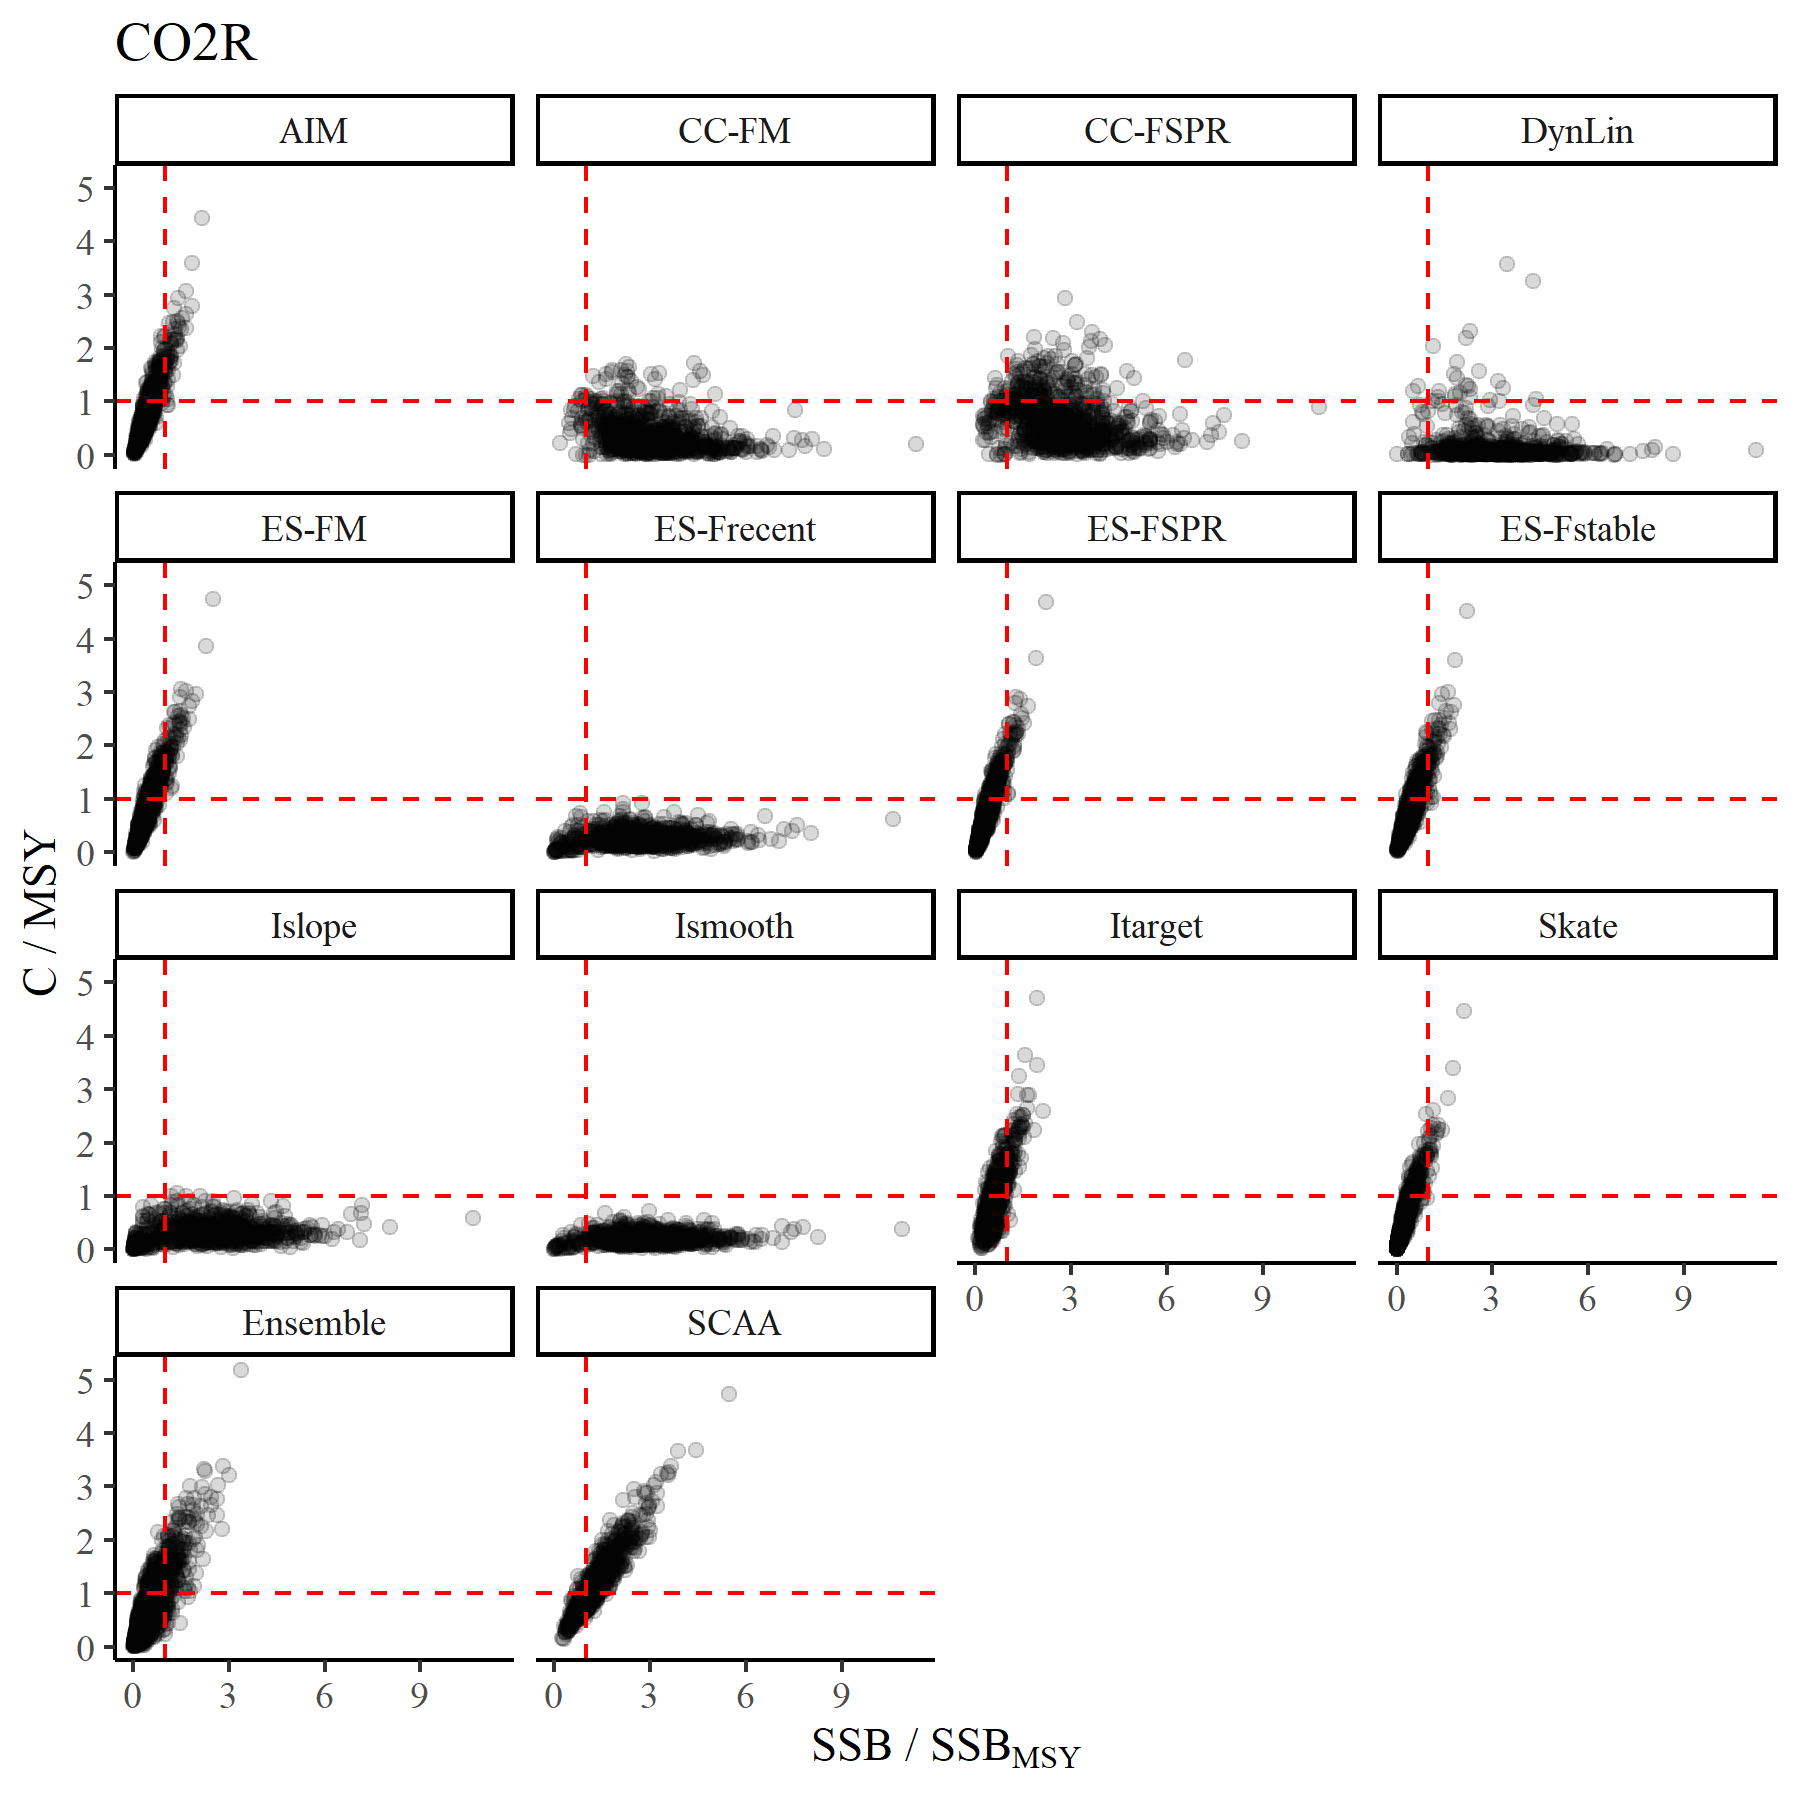 CO2R
AIM
CC-FM
CC-FSPR
DynLin
5
4
3
2
1
0
ES-FM
ES-Frecent
ES-FSPR
ES-Fstable
5
4
3
2
1
0
C / MSY
Islope
Ismooth
Itarget
Skate
5
4
3
2
1
0
0 3 6 9
0 3 6 9
Ensemble
SCAA
5
4
3
2
1
0
0 3 6 9
0 3 6 9
SSB / SSB_MSY